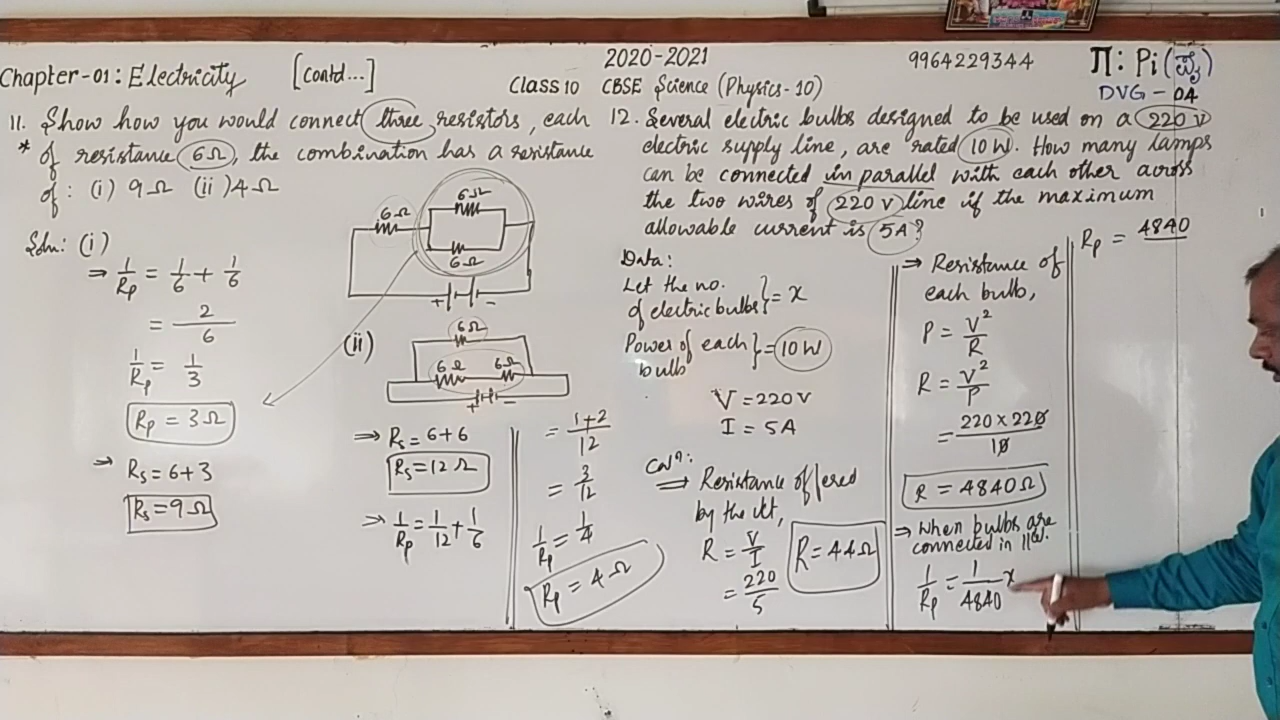 2020-2021
9964229344
Π: Pi (ಪೈ)
Chapter-01: Electricity [Contd...]
Class 10 CBSE Science (Physics-10)
DVG - 04
11. Show how you would connect three resistors, each
* of resistance 6Ω, the combination has a resistance
of: (i) 9Ω (ii) 4Ω
6Ω
6Ω
6Ω
+ -
Soln: (i)
⇒ 1/Rp = 1/6 + 1/6
= 2/6
1/Rp = 1/3
Rp = 3Ω
⇒ Rs = 6+3
Rs = 9Ω
(ii)
6Ω
6Ω 6Ω
+ -
⇒ Rs = 6+6
Rs = 12Ω
⇒ 1/Rp = 1/12 + 1/6
= 1+2/12
= 3/12
1/Rp = 1/4
Rp = 4Ω
12. Several electric bulbs designed to be used on a 220 V
electric supply line, are rated 10 W. How many lamps
can be connected in parallel with each other across
the two wires of 220 V line if the maximum
allowable current is 5A?
Data:
Let the no.
of electric bulbs } = x
Power of each
bulb } = 10 W
V = 220 V
I = 5A
Calⁿ:
⇒ Resistance offered
by the ckt,
R = V/I
= 220/5
R = 44Ω
⇒ Resistance of
each bulb,
P = V²/R
R = V²/P
= 220 x 220/10
R = 4840Ω
⇒ When bulbs are
connected in ||el.
1/Rp = 1/4840 x
Rp = 4840